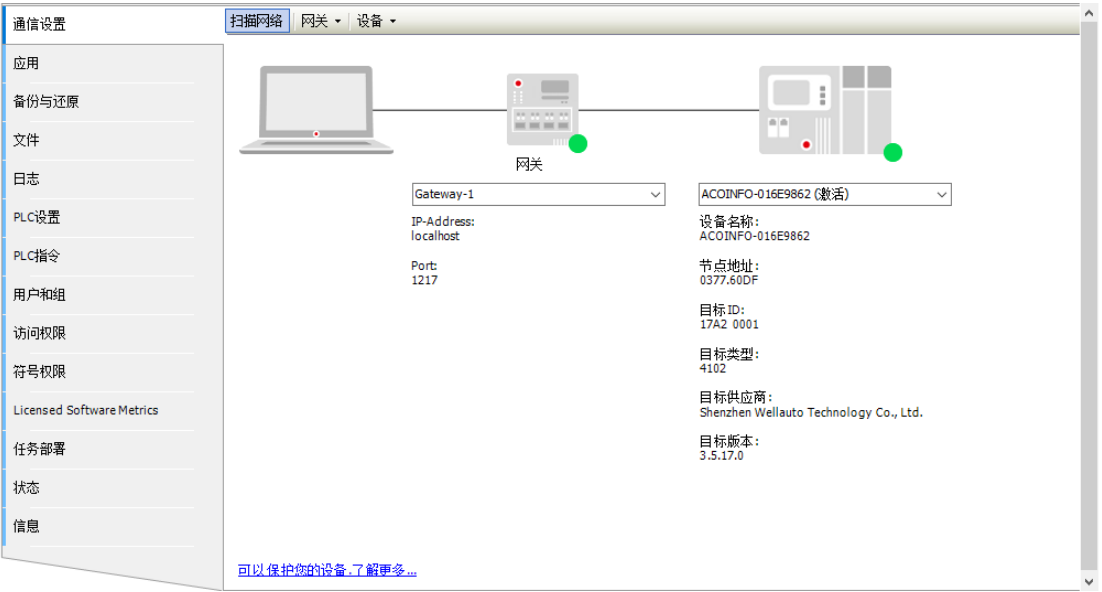 通信设置
应用
备份与还原
文件
日志
PLC设置
PLC指令
用户和组
访问权限
符号权限
Licensed Software Metrics
任务部署
状态
信息
扫描网络 网关 设备
网关
Gateway-1
IP-Address:
localhost
Port:
1217
ACOINFO-016E9862 (激活)
设备名称:
ACOINFO-016E9862
节点地址:
0377.60DF
目标ID:
17A2 0001
目标类型:
4102
目标供应商:
Shenzhen Wellauto Technology Co., Ltd.
目标版本:
3.5.17.0
可以保护您的设备.了解更多...